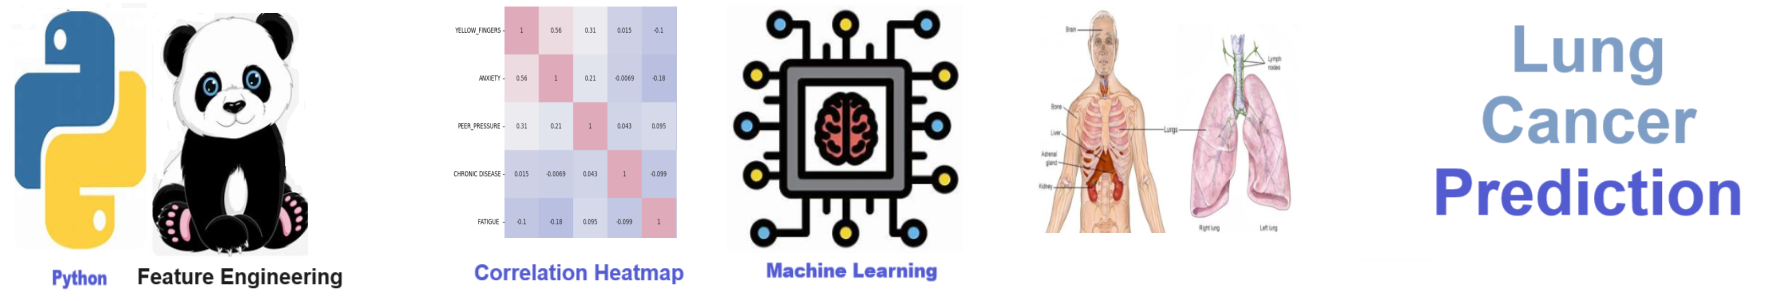 Python
Feature Engineering
YELLOW_FINGERS - 1 0.56 0.31 0.015 -0.1
ANXIETY - 0.56 1 0.21 -0.0069 -0.18
PEER_PRESSURE - 0.31 0.21 1 0.043 0.095
CHRONIC DISEASE - 0.015 -0.0069 0.043 1 -0.099
FATIGUE - -0.1 -0.18 0.095 -0.099 1
Correlation Heatmap
Machine Learning
Brain
Bone
Liver
Adrenal
gland
Kidney
Lungs
Lymph
nodes
Right lung
Left lung
Lung
Cancer
Prediction